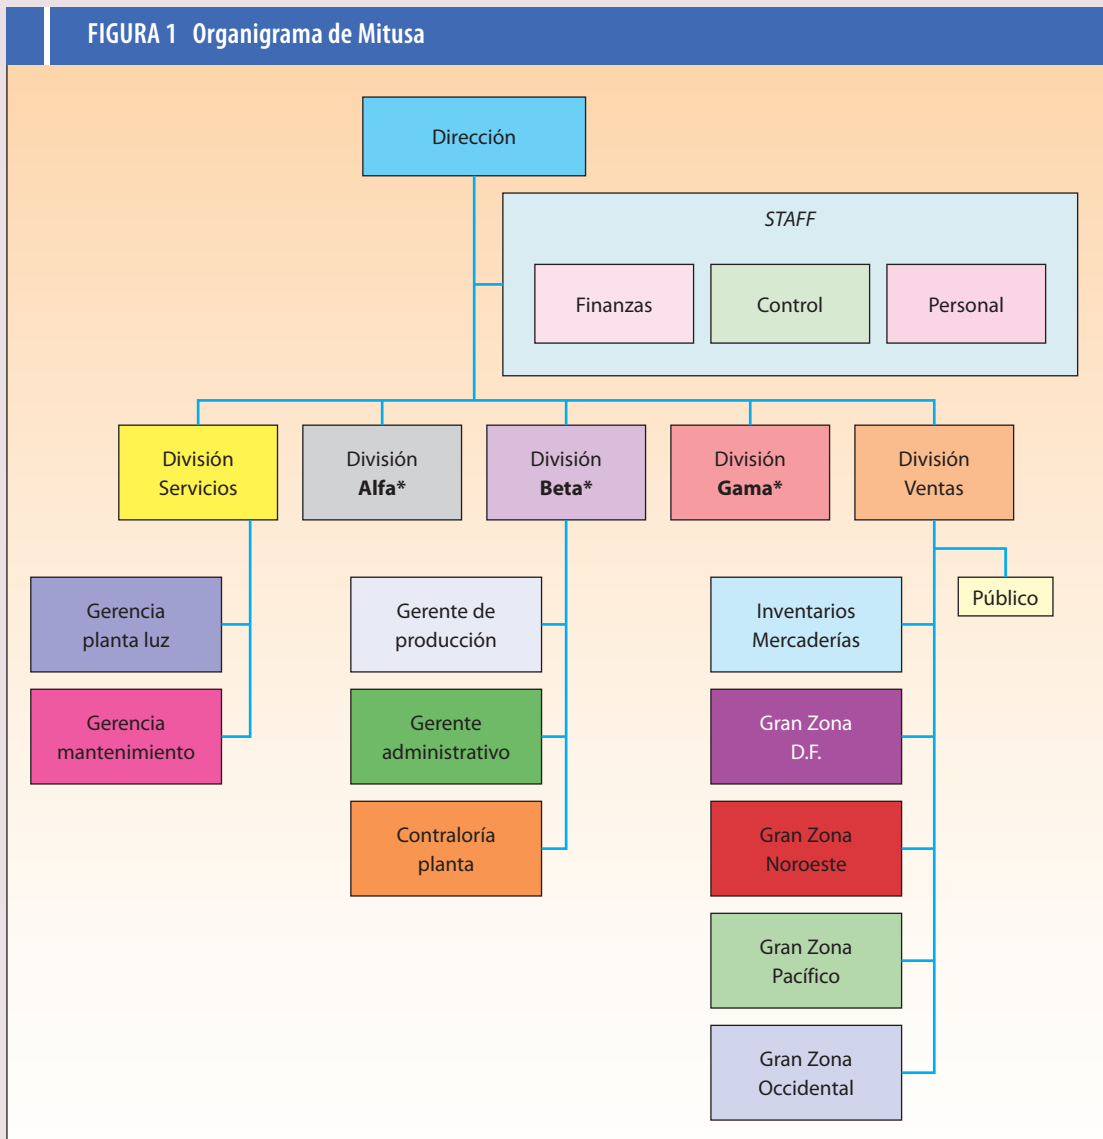 FIGURA 1 Organigrama de Mitusa
Dirección
STAFF
Finanzas
Control
Personal
División
Servicios
División
Alfa*
División
Beta*
División
Gama*
División
Ventas
Gerencia
planta luz
Gerencia
mantenimiento
Gerente de
producción
Gerente
administrativo
Contraloría
planta
Público
Inventarios
Mercaderías
Gran Zona
D.F.
Gran Zona
Noroeste
Gran Zona
Pacífico
Gran Zona
Occidental